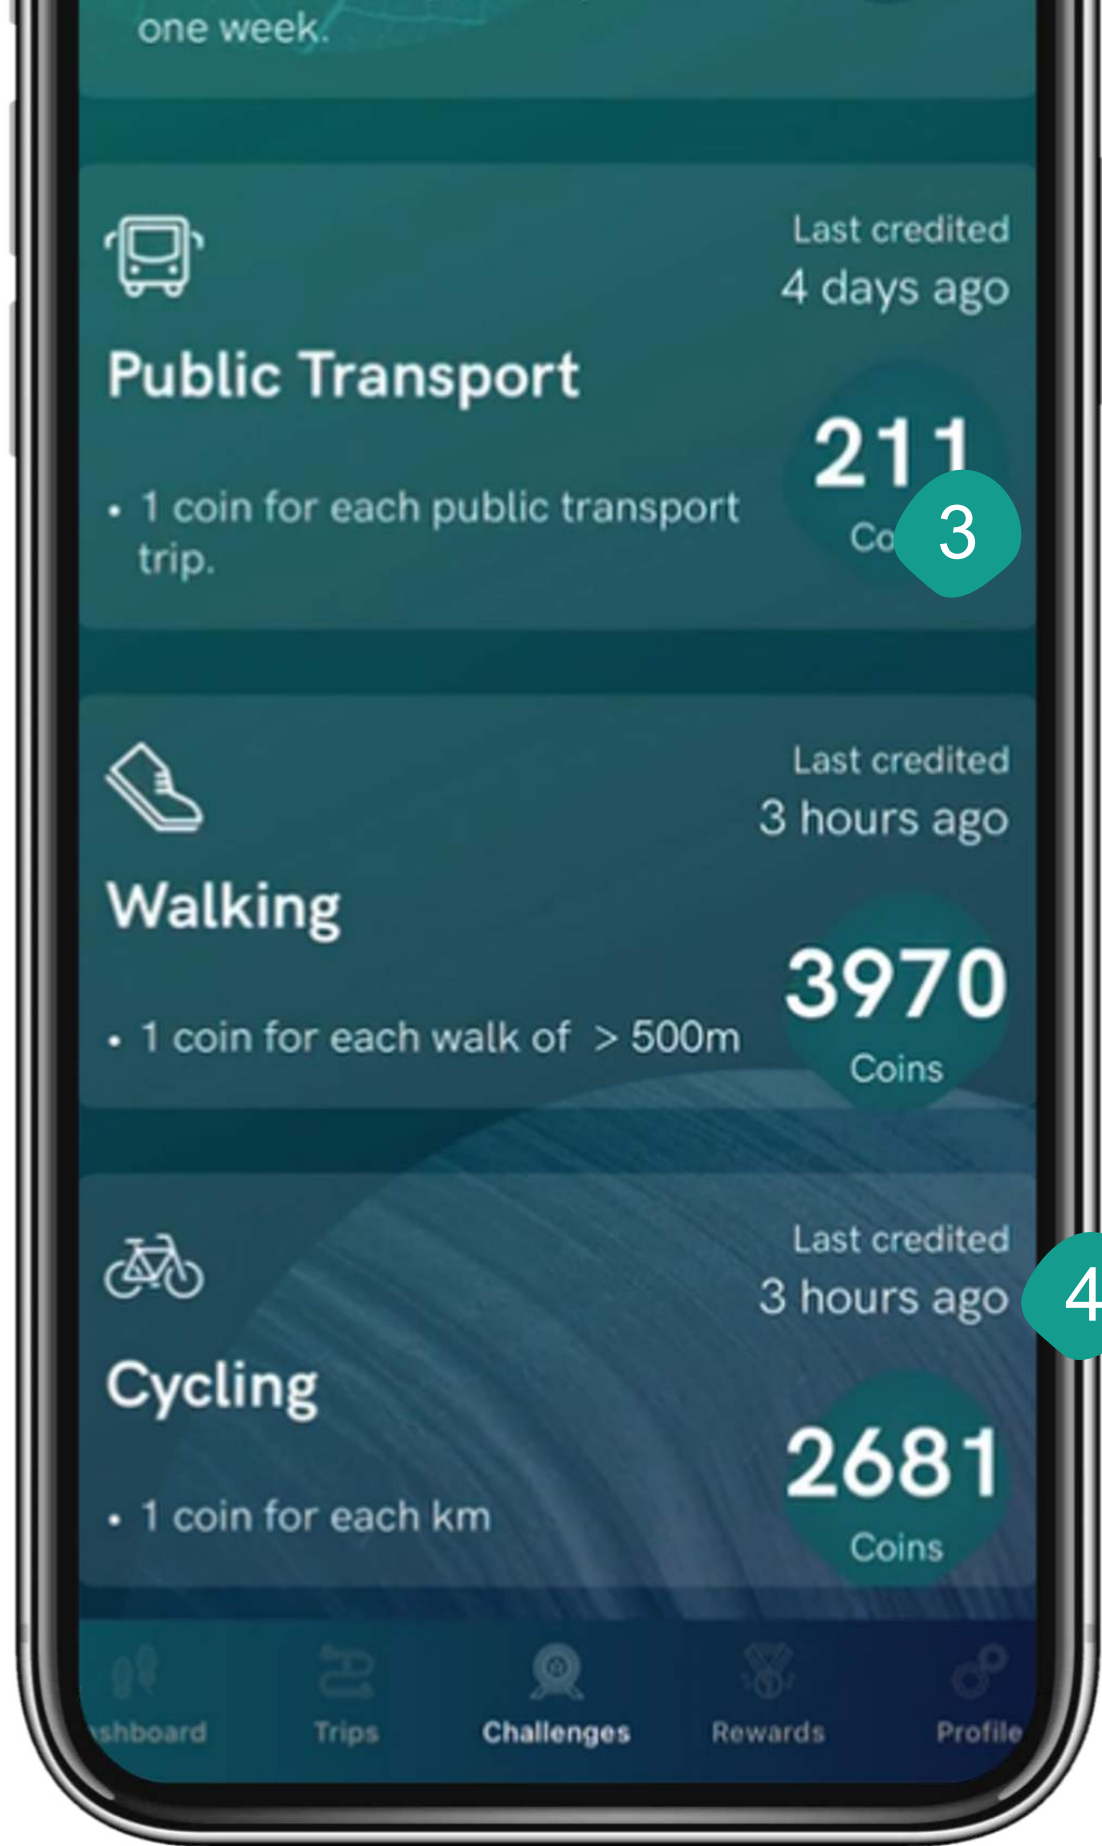 one week.
Last credited
4 days ago
Public Transport
211
• 1 coin for each public transport
trip.
Co
3
Last credited
3 hours ago
Walking
3970
• 1 coin for each walk of > 500m
Coins
Last credited
3 hours ago
4
Cycling
2681
• 1 coin for each km
Coins
shboard Trips Challenges Rewards Profile